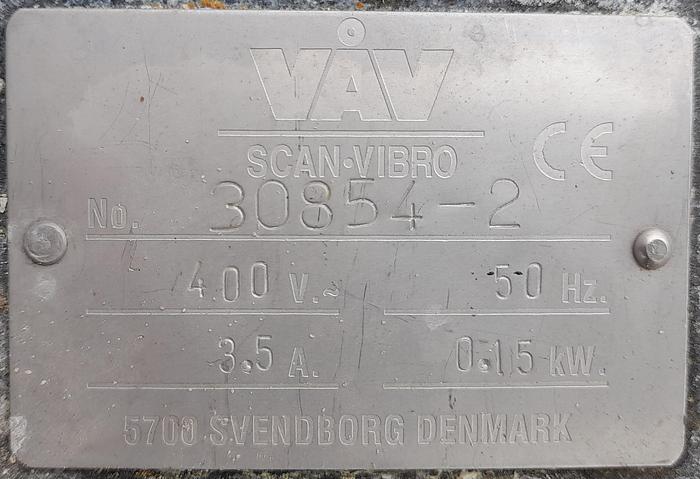 VÅV
SCAN·VIBRO
CE
No. 30854-2
400 V.~ 50 Hz.
3.5 A. 0.15 kW.
5700 SVENDBORG DENMARK